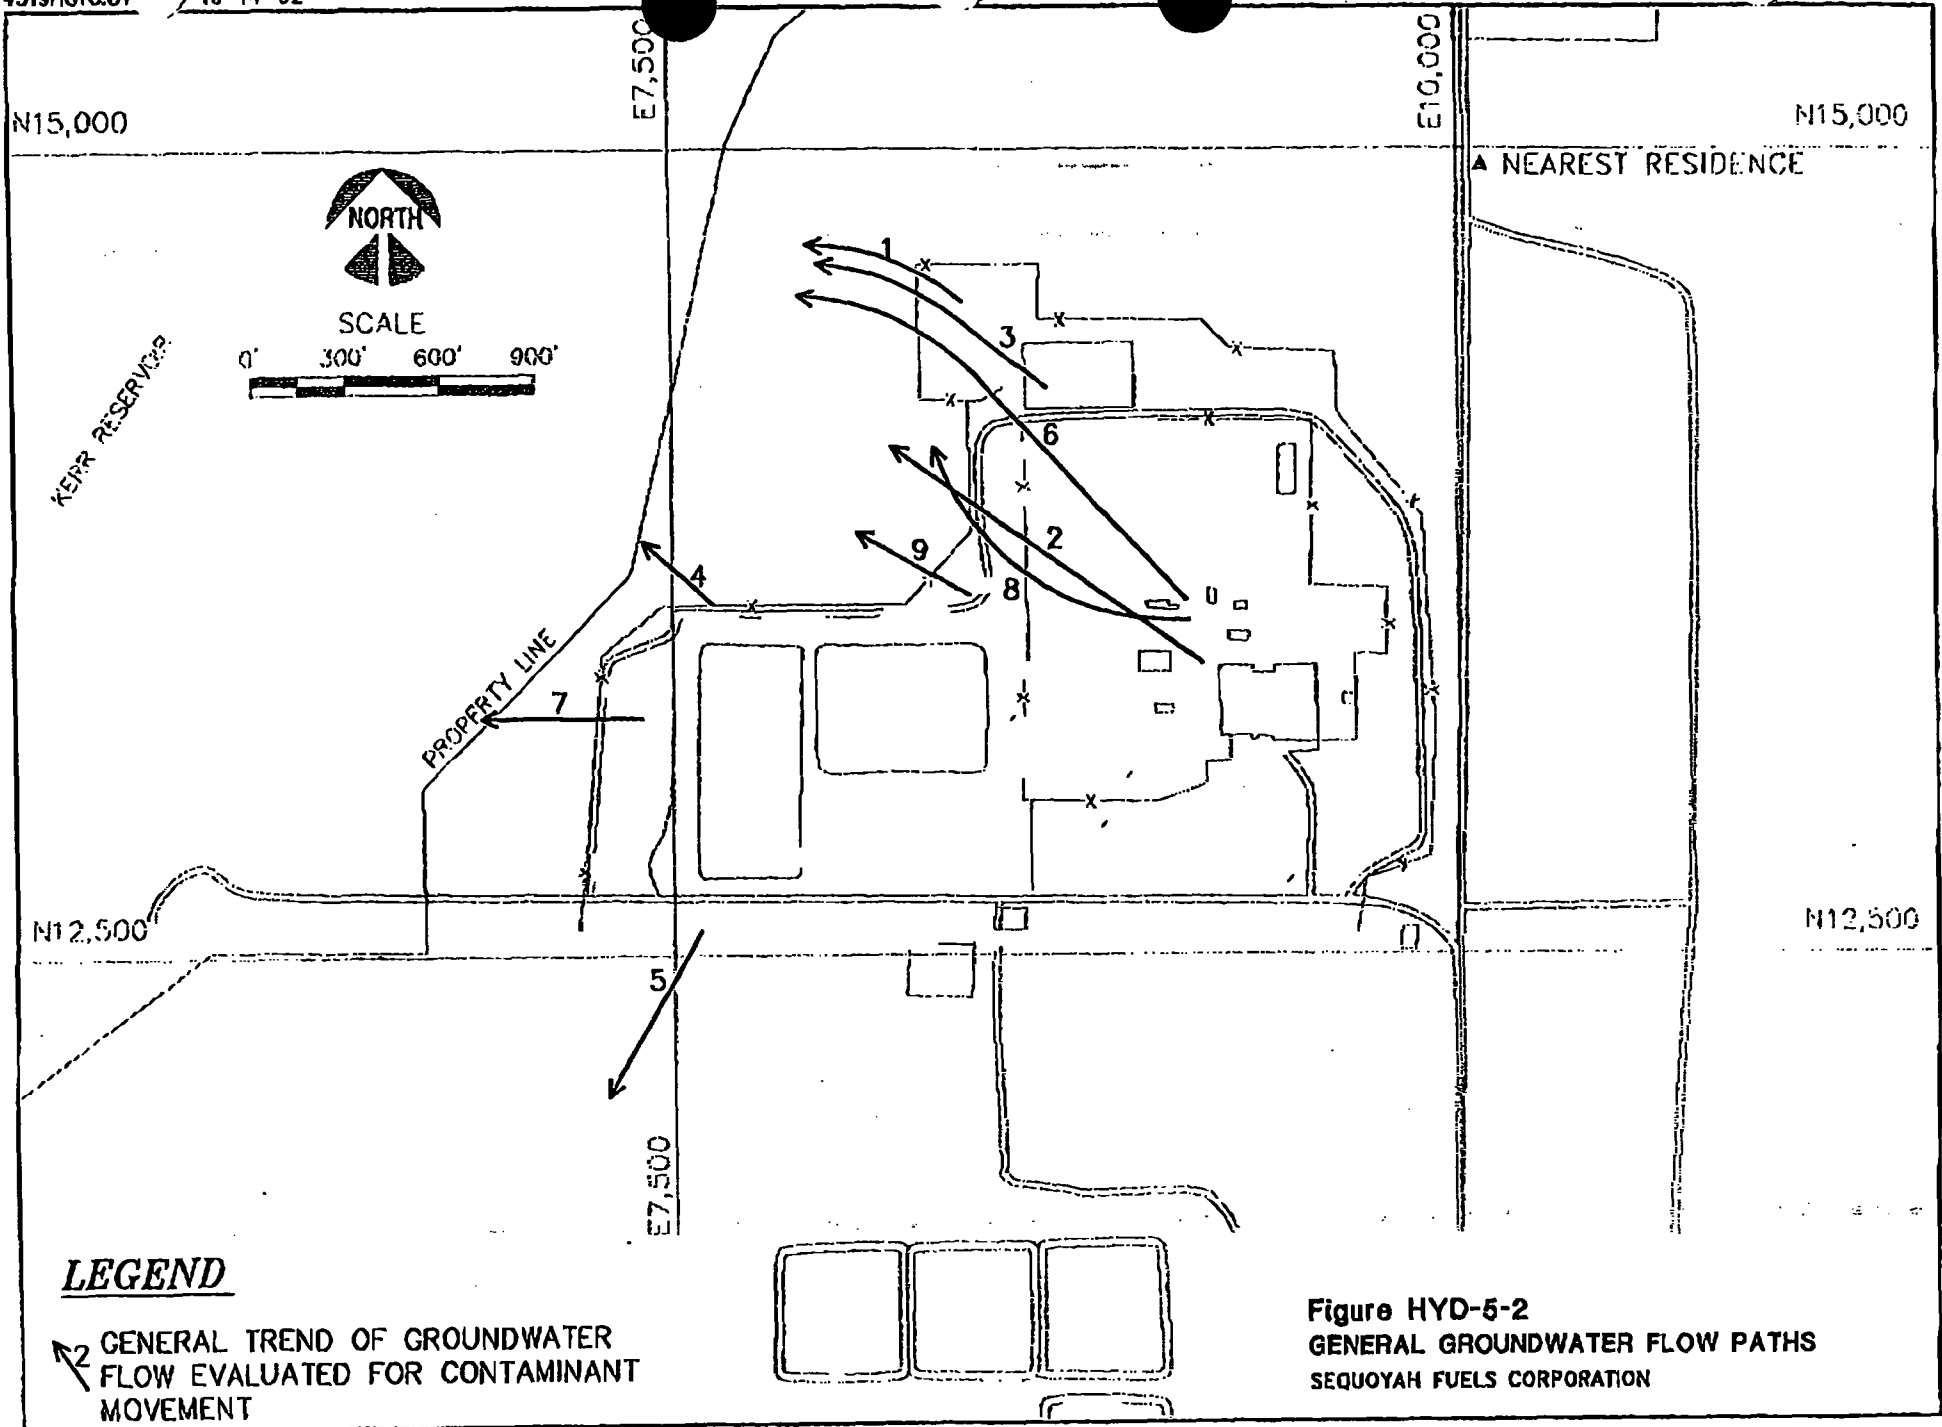 E7,500
E10,000
N15,000
N15,000
▲ NEAREST RESIDENCE
NORTH
SCALE
0' 300' 600' 900'
KERR RESERVOIR
1
3
6
2
9
8
4
7
PROPERTY LINE
N12,500
N12,500
5
E7,500
LEGEND
2 GENERAL TREND OF GROUNDWATER
FLOW EVALUATED FOR CONTAMINANT
MOVEMENT
Figure HYD-5-2
GENERAL GROUNDWATER FLOW PATHS
SEQUOYAH FUELS CORPORATION